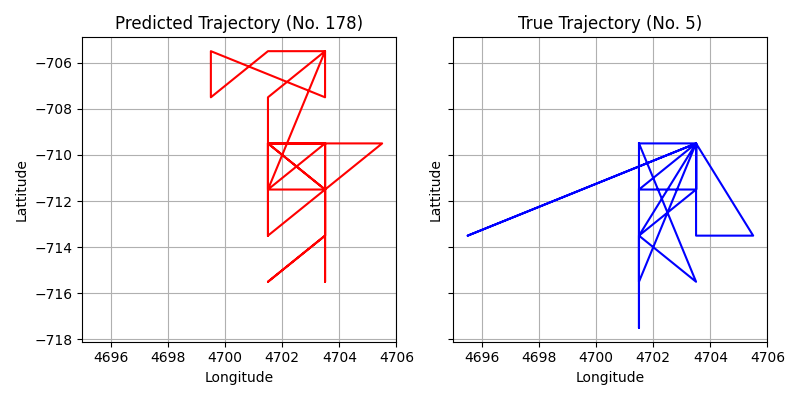 Predicted Trajectory (No. 178)
True Trajectory (No. 5)
−706
−708
−710
−712
−714
−716
−718
Lattitude
Lattitude
4696 4698 4700 4702 4704 4706
4696 4698 4700 4702 4704 4706
Longitude
Longitude